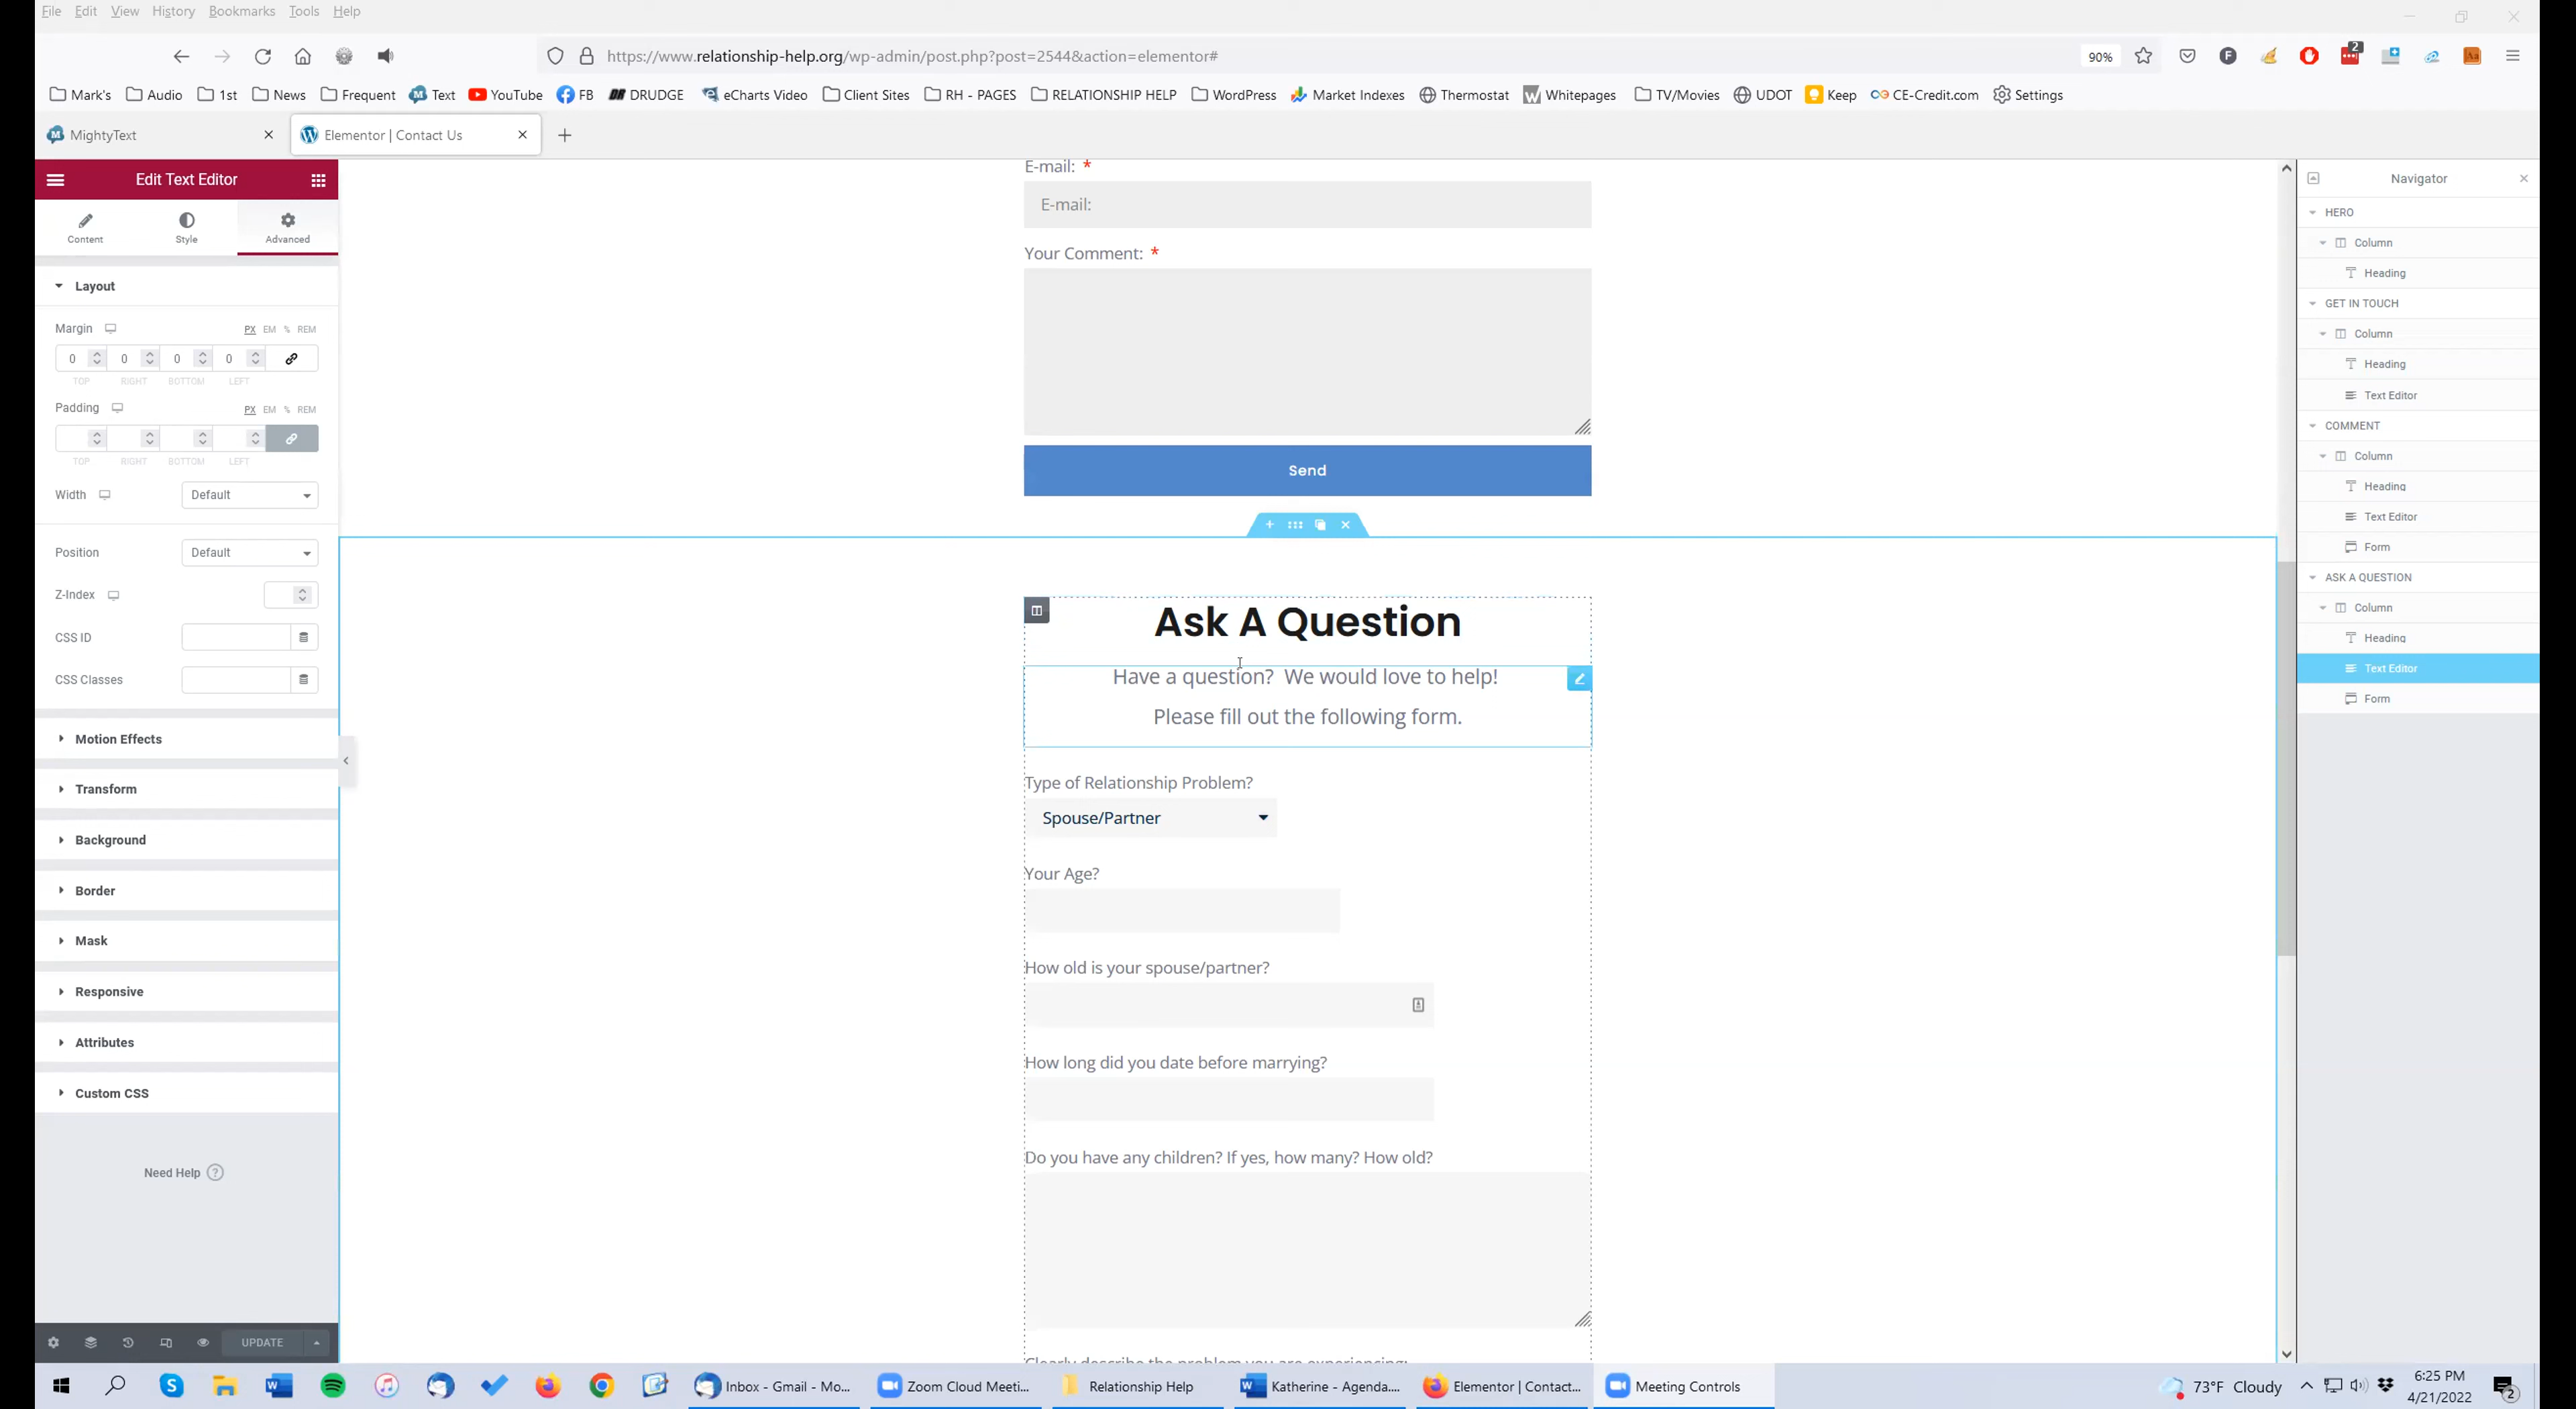 File Edit View History Bookmarks Tools Help
https://www.relationship-help.org/wp-admin/post.php?post=2544&action=elementor# 90% F 2
Mark's Audio 1st News Frequent Text YouTube FB DRUDGE eCharts Video Client Sites RH - PAGES RELATIONSHIP HELP WordPress Market Indexes Thermostat Whitepages TV/Movies UDOT Keep CE-Credit.com Settings
MightyText Elementor | Contact Us
Edit Text Editor
Content Style Advanced
Layout
Margin PX EM % REM
0 0 0 0
TOP RIGHT BOTTOM LEFT
Padding PX EM % REM
TOP RIGHT BOTTOM LEFT
Width Default
Position Default
Z-Index
CSS ID
CSS Classes
Motion Effects
Transform
Background
Border
Mask
Responsive
Attributes
Custom CSS
Need Help ?
UPDATE
E-mail: *
E-mail:
Your Comment: *
Send
Ask A Question
Have a question? We would love to help!
Please fill out the following form.
Type of Relationship Problem?
Spouse/Partner
Your Age?
How old is your spouse/partner?
How long did you date before marrying?
Do you have any children? If yes, how many? How old?
Clearly describe the problem you are experiencing:
Navigator
HERO
Column
Heading
GET IN TOUCH
Column
Heading
Text Editor
COMMENT
Column
Heading
Text Editor
Form
ASK A QUESTION
Column
Heading
Text Editor
Form
Inbox - Gmail - Mo... Zoom Cloud Meeti... Relationship Help Katherine - Agenda.... Elementor | Contact... Meeting Controls
73°F Cloudy
6:25 PM
4/21/2022
2